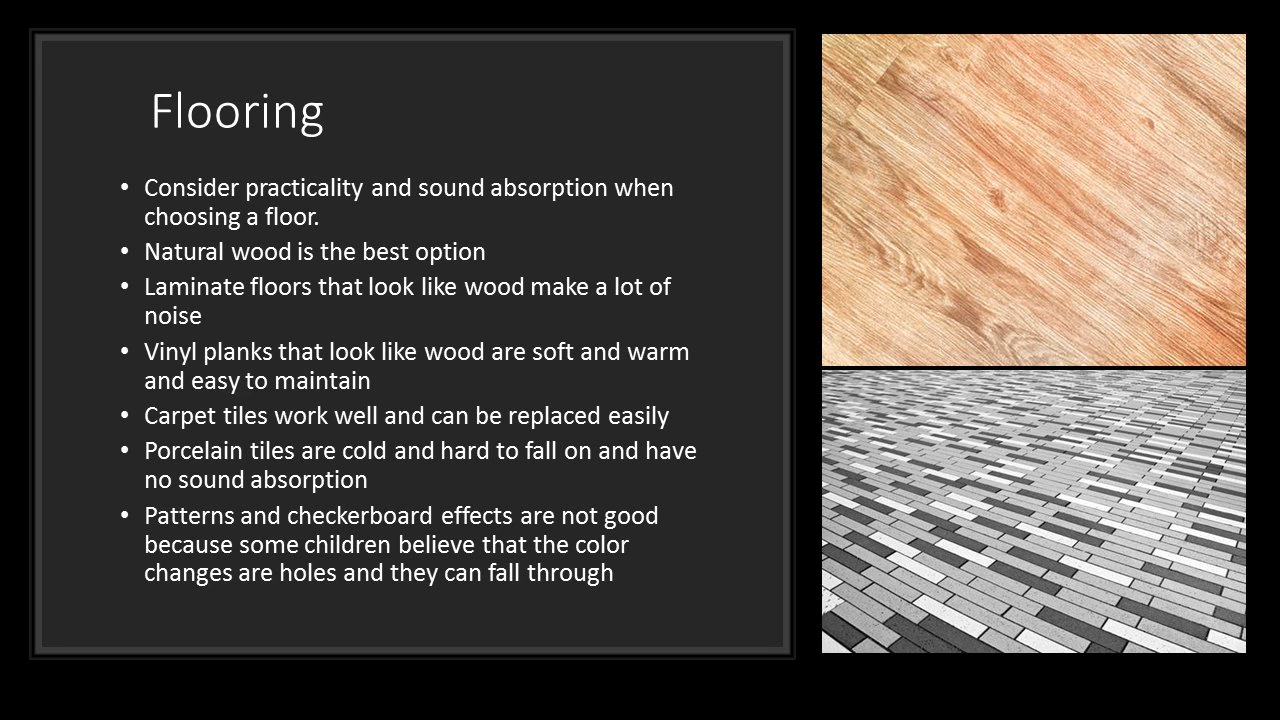 Flooring
• Consider practicality and sound absorption when
choosing a floor.
• Natural wood is the best option
• Laminate floors that look like wood make a lot of
noise
• Vinyl planks that look like wood are soft and warm
and easy to maintain
• Carpet tiles work well and can be replaced easily
• Porcelain tiles are cold and hard to fall on and have
no sound absorption
• Patterns and checkerboard effects are not good
because some children believe that the color
changes are holes and they can fall through